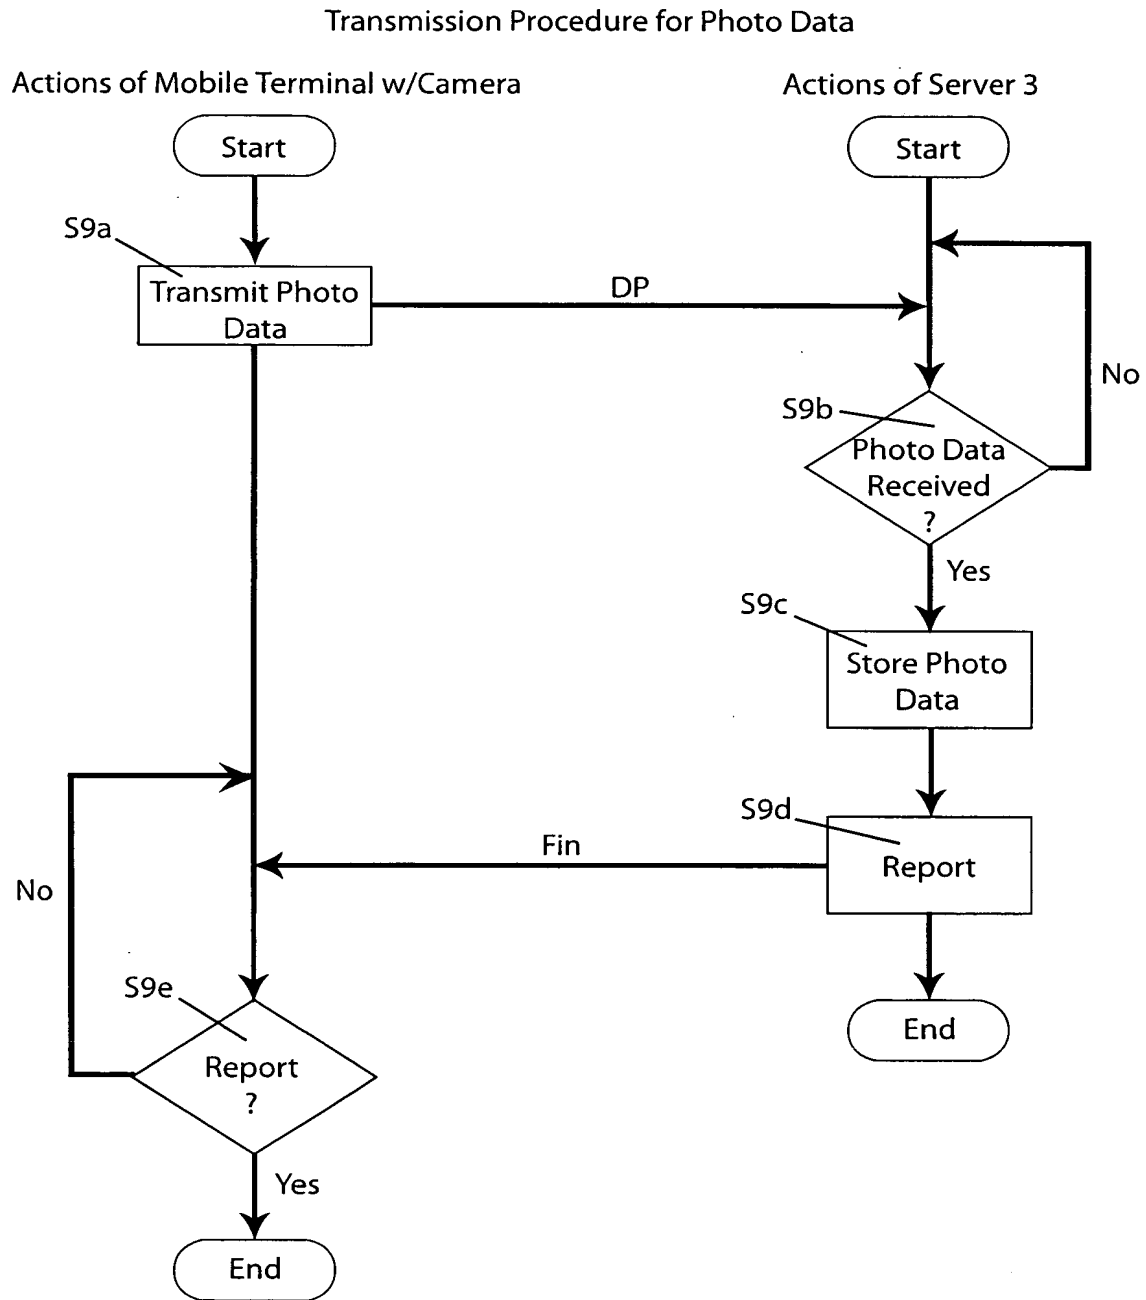 Transmission Procedure for Photo Data
Actions of Mobile Terminal w/Camera
Actions of Server 3
Start
Start
S9a
Transmit Photo
Data
DP
No
S9b
Photo Data
Received
?
Yes
S9c
Store Photo
Data
S9d
Report
Fin
No
End
S9e
Report
?
Yes
End